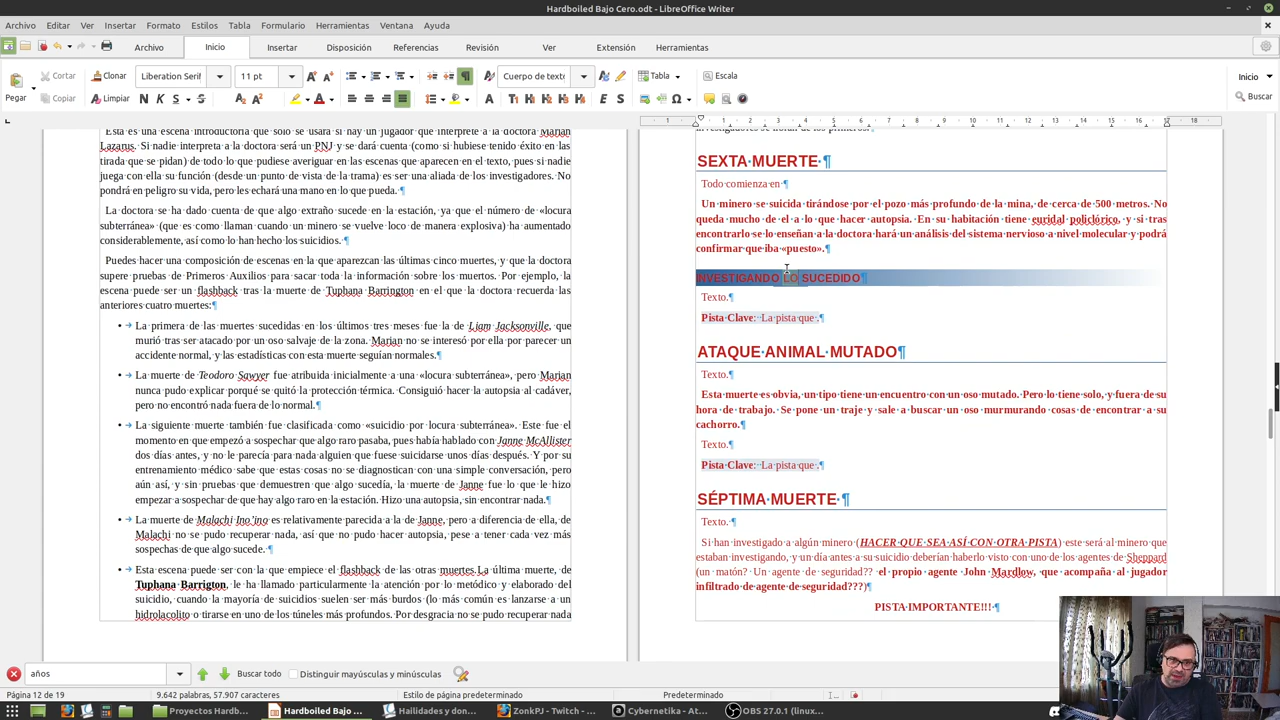 Hardboiled Bajo Cero.odt - LibreOffice Writer
Archivo Editar Ver Insertar Formato Estilos Tabla Formulario Herramientas Ventana Ayuda
Archivo Inicio Insertar Disposición Referencias Revisión Ver Extensión Herramientas
Cortar Clonar Liberation Serif 11 pt Cuerpo de texto Tabla Escala Inicio
Pegar Copiar Limpiar Buscar
Esta es una escena introductoria que solo se usará si hay un jugador que interprete a la doctora Marian
Lazarus. Si nadie interpreta a la doctora será un PNJ y se dará cuenta (como si hubiese tenido éxito en las
tirada que se pidan) de todo lo que pudiese averiguar en las escenas que aparecen en el texto, pues si nadie
juega con ella su función (desde un punto de vista de la trama) es ser una aliada de los investigadores. No
pondrá en peligro su vida, pero les echará una mano en lo que pueda. ¶
La doctora se ha dado cuenta de que algo extraño sucede en la estación, ya que el número de «locura
subterránea» (que es como llaman cuando un minero se vuelve loco de manera explosiva) ha aumentado
considerablemente, así como lo han hecho los suicidios. ¶
Puedes hacer una composición de escenas en la que aparezcan las últimas cinco muertes, y que la doctora
supere pruebas de Primeros Auxilios para sacar toda la información sobre los muertos. Por ejemplo, la
escena puede ser un flashback tras la muerte de Tuphana Barrington en el que la doctora recuerda las
anteriores cuatro muertes:¶
• La primera de las muertes sucedidas en los últimos tres meses fue la de Liam Jacksonville, que
murió tras ser atacado por un oso salvaje de la zona. Marian no se interesó por ella por parecer un
accidente normal, y las estadísticas con esta muerte seguían normales.¶
• La muerte de Teodoro Sawyer fue atribuida inicialmente a una «locura subterránea», pero Marian
nunca pudo explicar porqué se quitó la protección térmica. Consiguió hacer la autopsia al cadáver,
pero no encontró nada fuera de lo normal.¶
• La siguiente muerte también fue clasificada como «suicidio por locura subterránea». Este fue el
momento en que empezó a sospechar que algo raro pasaba, pues había hablado con Janne McAllister
dos días antes, y no le parecía para nada alguien que fuese suicidarse unos días después. Y por su
entrenamiento médico sabe que estas cosas no se diagnostican con una simple conversación, pero
aún así, y sin pruebas que demuestren que algo sucedía, la muerte de Janne fue lo que le hizo
empezar a sospechar de que hay algo raro en la estación. Hizo una autopsia, sin encontrar nada.¶
• La muerte de Malachi Ino'ino es relativamente parecida a la de Janne, pero a diferencia de ella, de
Malachi no se pudo recuperar nada, así que no pudo hacer autopsia, pese a tener cada vez más
sospechas de que algo sucede. ¶
• Esta escena puede ser con la que empiece el flashback de las otras muertes.La última muerte, de
Tuphana Barrigton, le ha llamado particularmente la atención por lo metódico y elaborado del
suicidio, cuando la mayoría de suicidios suelen ser más burdos (lo más común es lanzarse a un
hidrolacolito o tirarse en uno de los túneles más profundos. Por desgracia no se pudo recuperar nada
SEXTA MUERTE ¶
Todo comienza en ¶
Un minero se suicida tirándose por el pozo más profundo de la mina, de cerca de 500 metros. No
queda mucho de el a lo que hacer autopsia. En su habitación tiene euridal policlórico, y si tras
encontrarlo se lo enseñan a la doctora hará un análisis del sistema nervioso a nivel molecular y podrá
confirmar que iba «puesto».¶
INVESTIGANDO LO SUCEDIDO¶
Texto.¶
Pista Clave: La pista que .¶
ATAQUE ANIMAL MUTADO¶
Texto.¶
Esta muerte es obvia, un tipo tiene un encuentro con un oso mutado. Pero lo tiene solo, y fuera de su
hora de trabajo. Se pone un traje y sale a buscar un oso murmurando cosas de encontrar a su
cachorro.¶
Texto.¶
Pista Clave: La pista que .¶
SÉPTIMA MUERTE ¶
Texto. ¶
Si han investigado a algún minero (HACER QUE SEA ASÍ CON OTRA PISTA) este será al minero que
estaban investigando, y un día antes a su suicidio deberían haberlo visto con uno de los agentes de Sheppard
(un matón? Un agente de seguridad?? el propio agente John Mardlow, que acompaña al jugador
infiltrado de agente de seguridad???)¶
PISTA IMPORTANTE!!! ¶
años Buscar todo Distinguir mayúsculas y minúsculas
Página 12 de 19 9.642 palabras, 57.907 caracteres Estilo de página predeterminado Predeterminado
Proyectos Hardb... Hardboiled Bajo ... Hailidades y don... ZonkPJ - Twitch - ... Cybernetika - At... OBS 27.0.1 (linux...